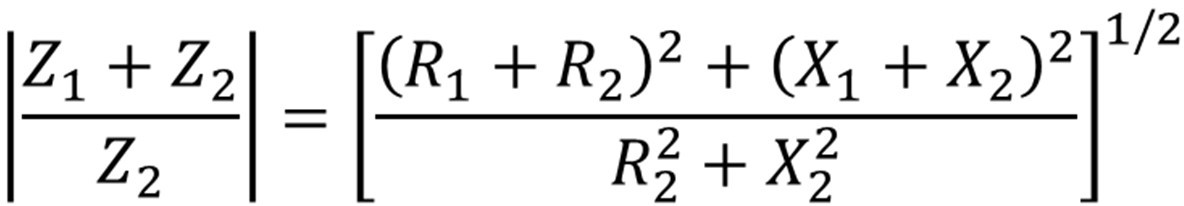 |(Z₁ + Z₂)/Z₂| = [((R₁ + R₂)² + (X₁ + X₂)²)/(R₂² + X₂²)]^{1/2}